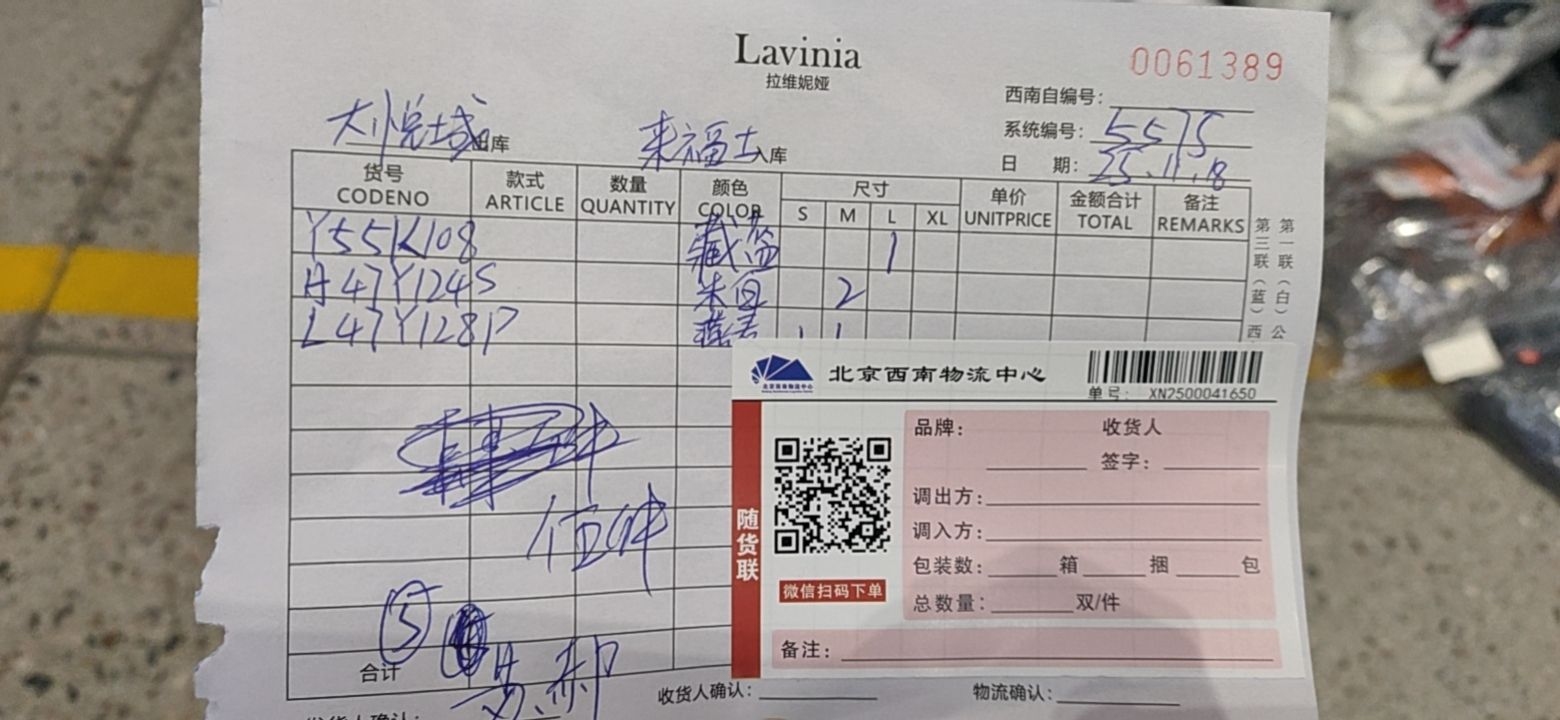 Lavinia
拉维妮娅
0061389
西南自编号:
系统编号: 5575
日 期: 25.11.18
大悦城 出库 来福士 入库
货号 款式 数量 颜色 尺寸 单价 金额合计 备注
CODENO ARTICLE QUANTITY COLOR S M L XL UNITPRICE TOTAL REMARKS
Y55K108 藏蓝 1
A47Y124S 米白 2
L47Y128P 1 1
伍件
⑤
合计
收货人确认: 物流确认:
第一联(白)公
第三联(蓝)西
北京西南物流中心
单号: XN2500041650
随货联
微信扫码下单
品牌: 收货人
签字:
调出方:
调入方:
包装数: 箱 捆 包
总数量: 双/件
备注: